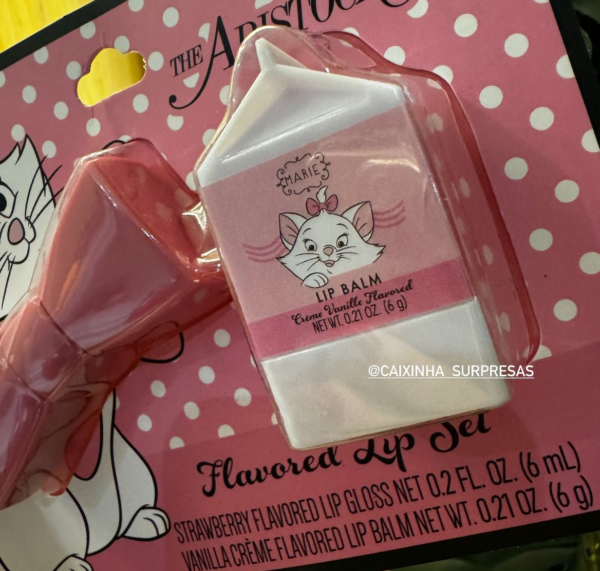 THE
MARIE
LIP BALM
Crème Vanille Flavored
NET WT. 0.21 OZ. (6 g)
@CAIXINHA_SURPRESAS
Flavored Lip Set
STRAWBERRY FLAVORED LIP GLOSS NET 0.2 FL. OZ. (6 mL)
VANILLA CRÈME FLAVORED LIP BALM NET WT. 0.21 OZ. (6 g)